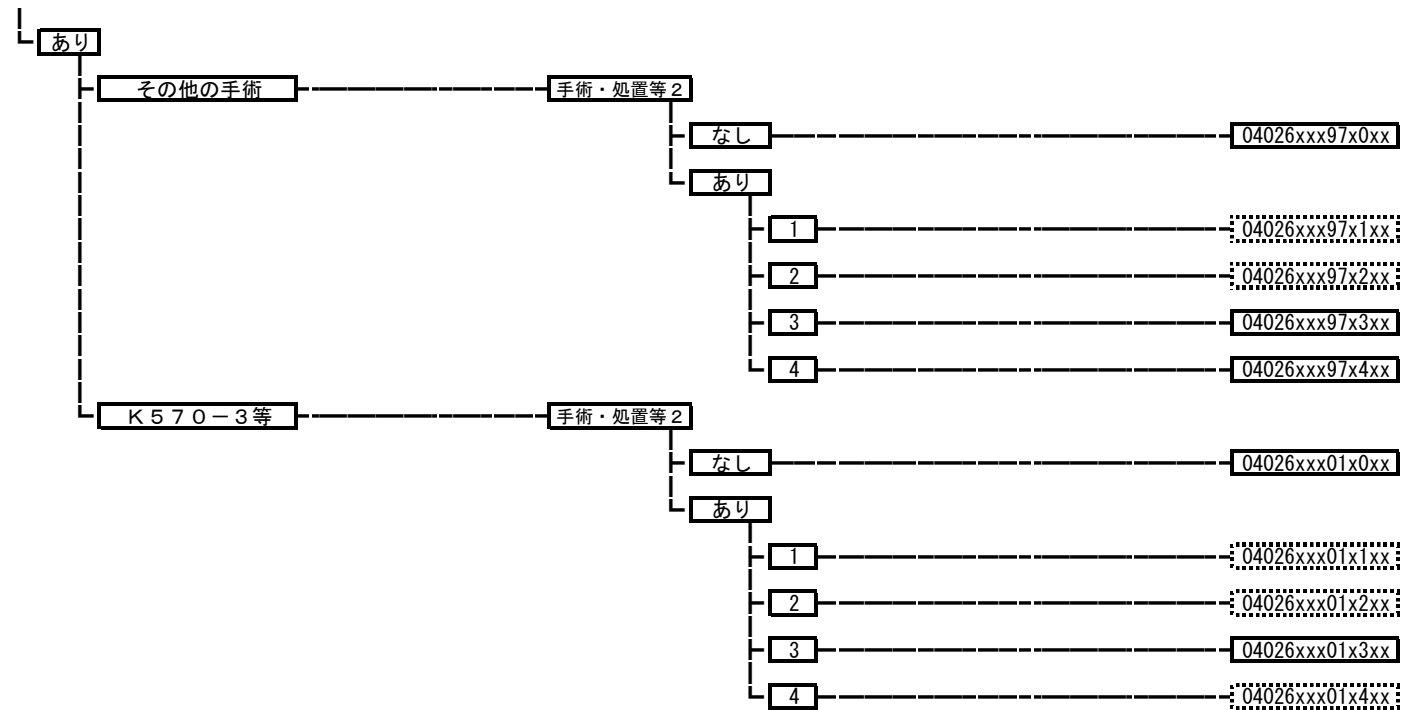 あり
その他の手術 手術・処置等２
なし 04026xxx97x0xx
あり
1 04026xxx97x1xx
2 04026xxx97x2xx
3 04026xxx97x3xx
4 04026xxx97x4xx
Ｋ５７０－３等 手術・処置等２
なし 04026xxx01x0xx
あり
1 04026xxx01x1xx
2 04026xxx01x2xx
3 04026xxx01x3xx
4 04026xxx01x4xx